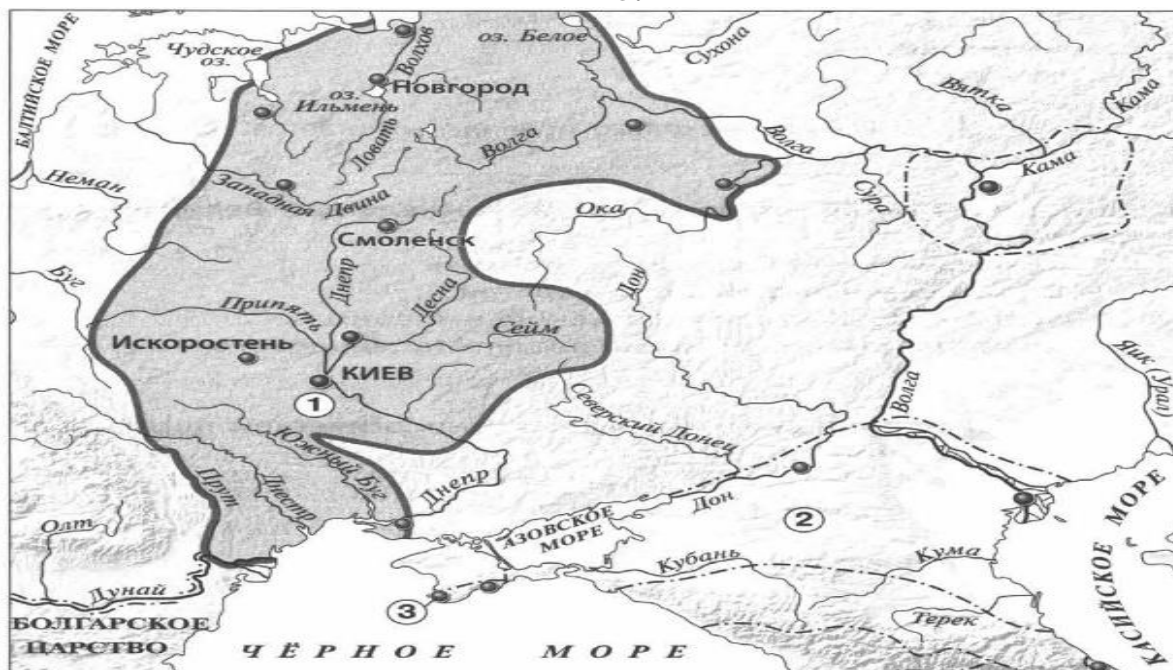 Чудское
оз.
Волхов
оз. Белое
Сухона
БАЛТИЙСКОЕ МОРЕ
Новгород
оз.
Ильмень
Ловать
Волга
Волга
Вятка
Кама
Кама
Сура
Неман
Западная Двина
Смоленск
Ока
Буг
Днепр
Десна
Дон
Припять
Сейм
Искоростень
КИЕВ
1
Яик (Урал)
Волга
Северский Донец
Южный Буг
Прут
Днестр
Днепр
Дон
2
АЗОВСКОЕ
МОРЕ
Олт
Кубань
Кума
КАСПИЙСКОЕ МОРЕ
Дунай
3
Терек
БОЛГАРСКОЕ
ЦАРСТВО
ЧЁРНОЕ МОРЕ